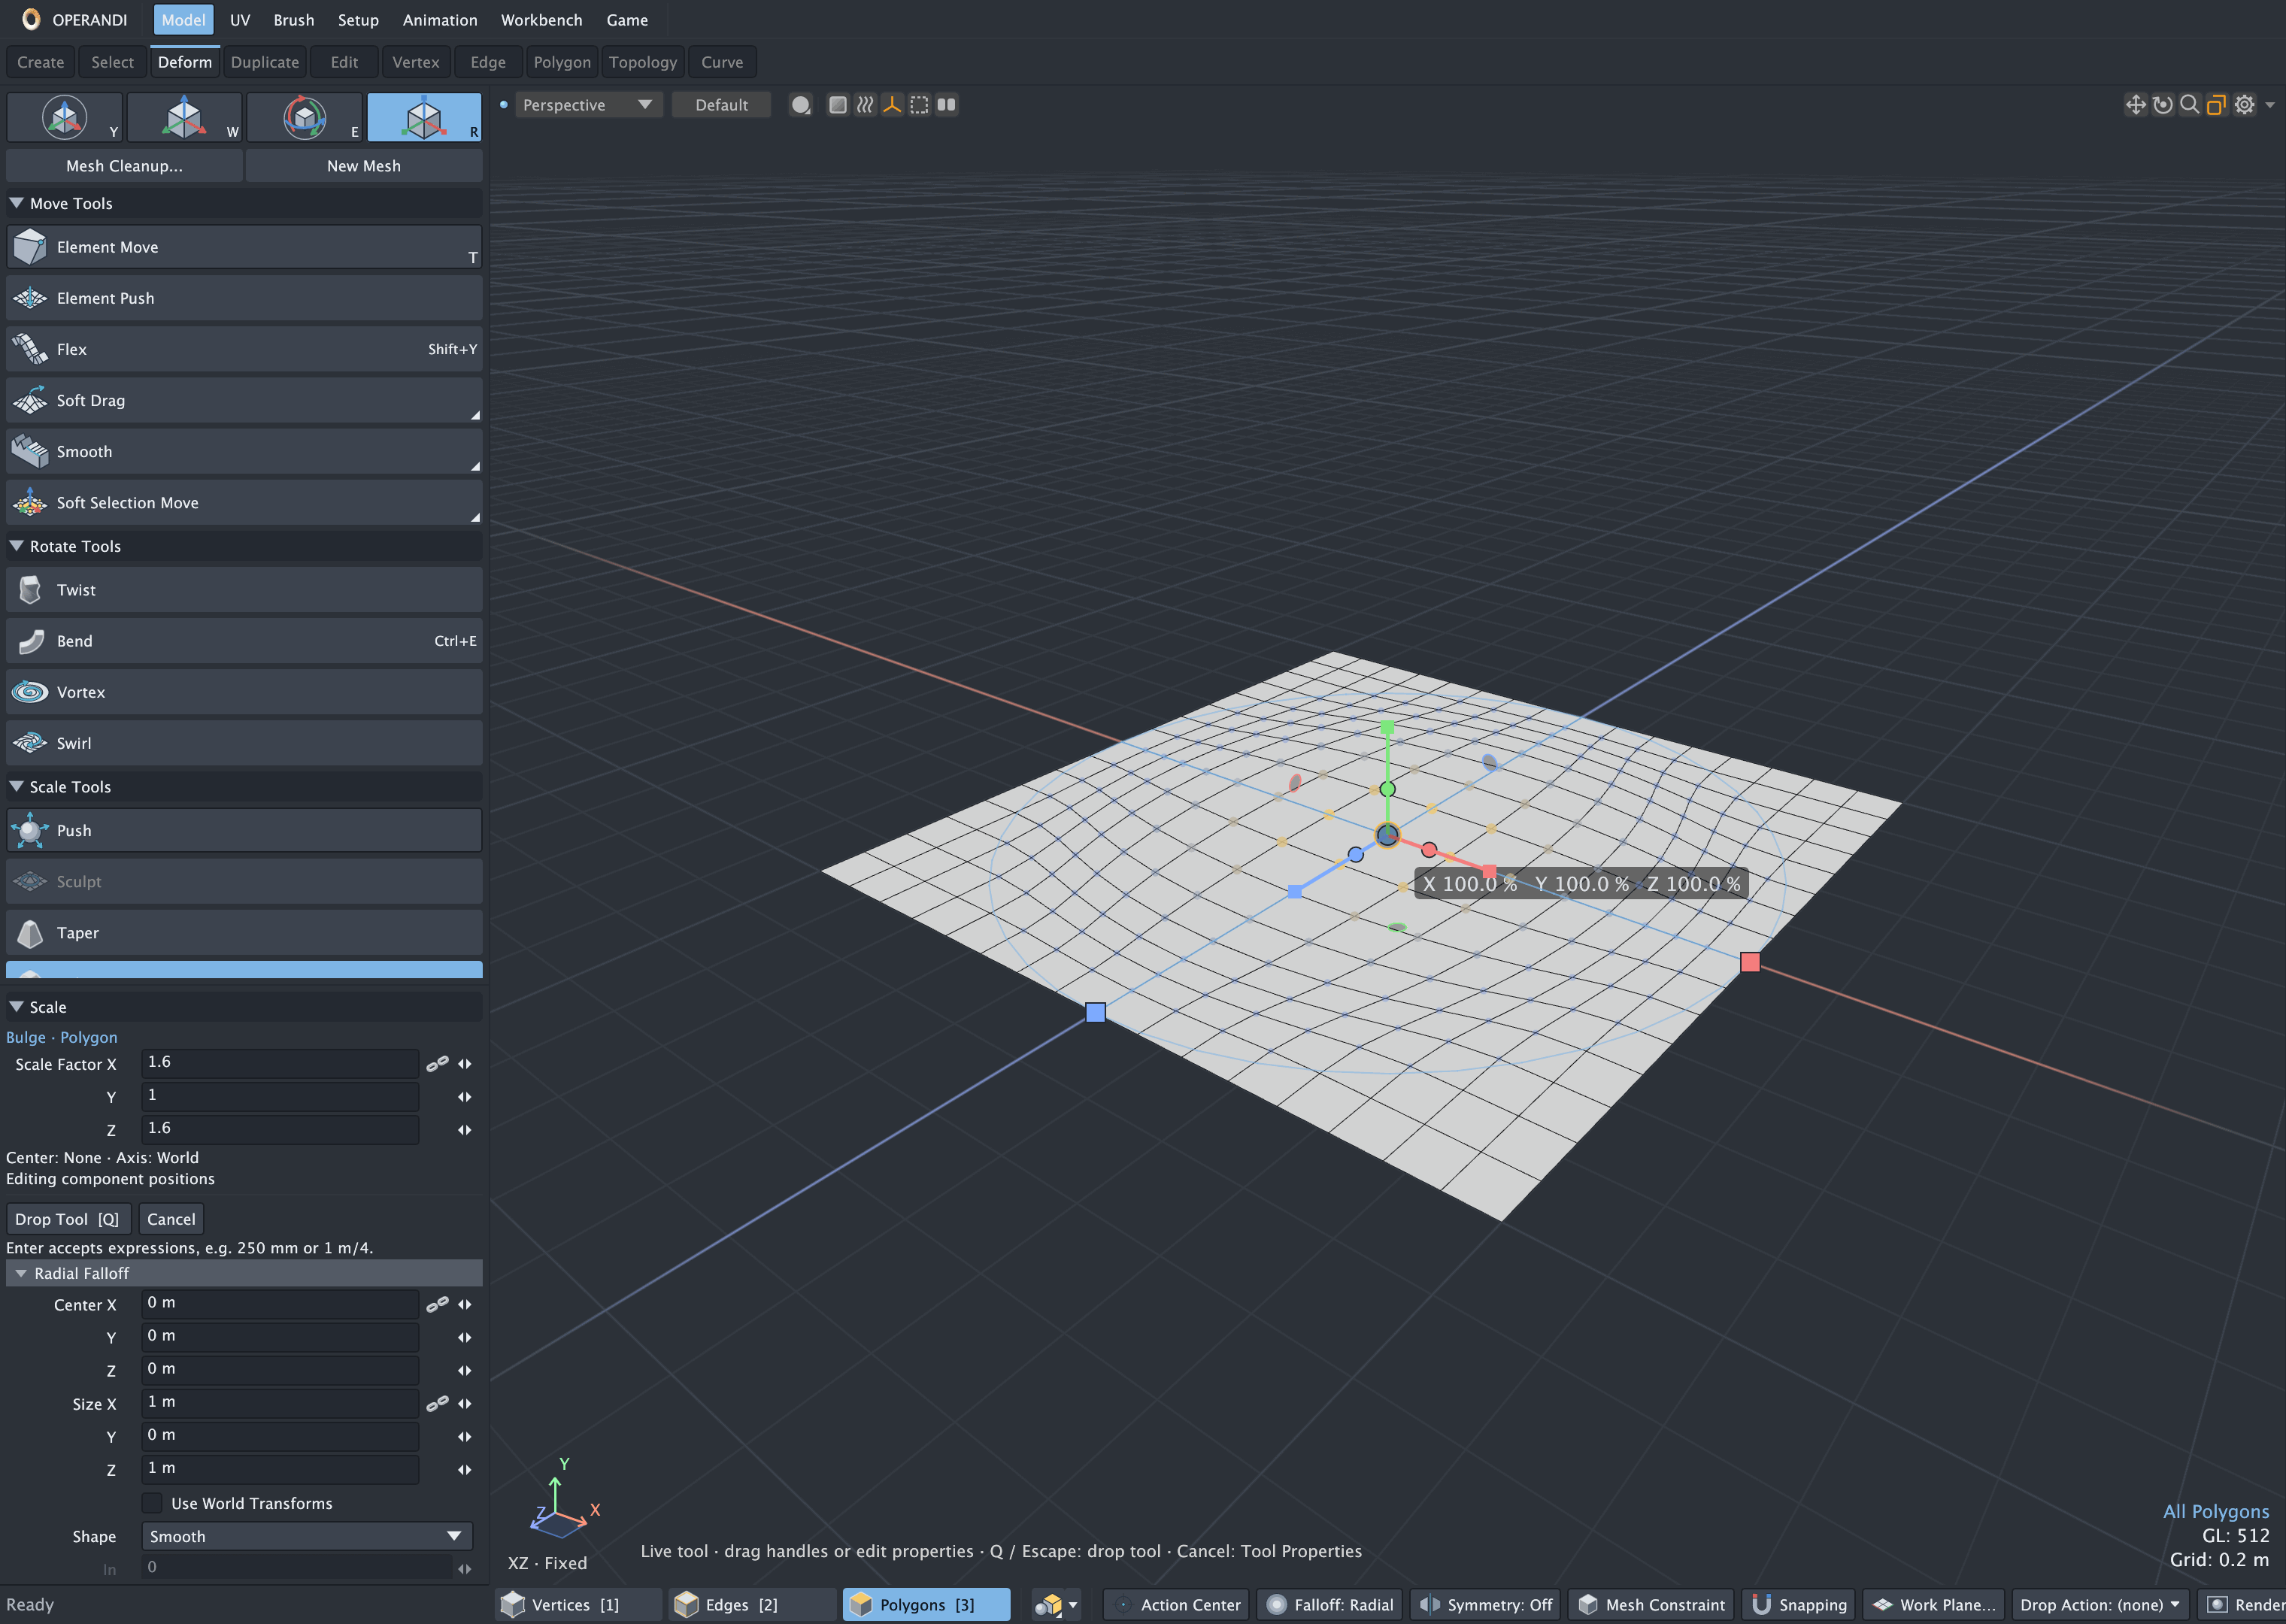 OPERANDI Model UV Brush Setup Animation Workbench Game
Create Select Deform Duplicate Edit Vertex Edge Polygon Topology Curve
Y W E R
Perspective Default
Mesh Cleanup... New Mesh
Move Tools
Element Move T
Element Push
Flex Shift+Y
Soft Drag
Smooth
Soft Selection Move
Rotate Tools
Twist
Bend Ctrl+E
Vortex
Swirl
Scale Tools
Push
Sculpt
Taper
X 100.0 % Y 100.0 % Z 100.0 %
Scale
Bulge · Polygon
Scale Factor X 1.6
Y 1
Z 1.6
Center: None · Axis: World
Editing component positions
Drop Tool [Q] Cancel
Enter accepts expressions, e.g. 250 mm or 1 m/4.
Radial Falloff
Center X 0 m
Y 0 m
Z 0 m
Size X 1 m
Y 0 m
Z 1 m
Use World Transforms
Shape Smooth
In 0
Y
Z X
XZ · Fixed
Live tool · drag handles or edit properties · Q / Escape: drop tool · Cancel: Tool Properties
All Polygons
GL: 512
Grid: 0.2 m
Ready Vertices [1] Edges [2] Polygons [3] Action Center Falloff: Radial Symmetry: Off Mesh Constraint Snapping Work Plane... Drop Action: (none) Render